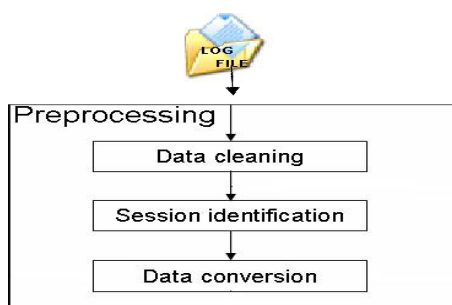 LOG
FILE
Preprocessing
Data cleaning
Session identification
Data conversion